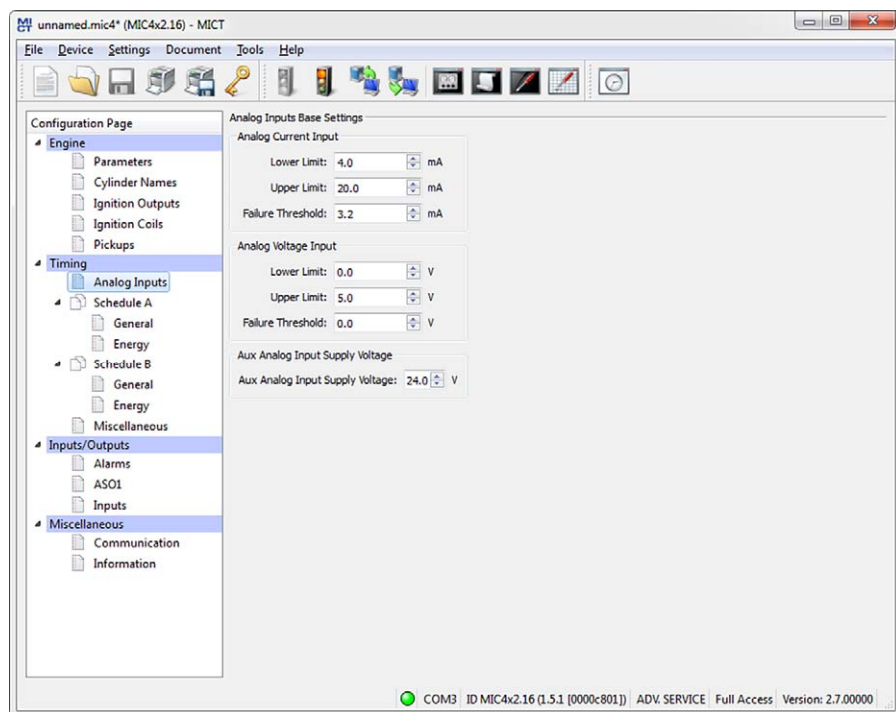 MICT unnamed.mic4* (MIC4x2.16) - MICT
File Device Settings Document Tools Help
Configuration Page
Engine
Parameters
Cylinder Names
Ignition Outputs
Ignition Coils
Pickups
Timing
Analog Inputs
Schedule A
General
Energy
Schedule B
General
Energy
Miscellaneous
Inputs/Outputs
Alarms
ASO1
Inputs
Miscellaneous
Communication
Information
Analog Inputs Base Settings
Analog Current Input
Lower Limit: 4.0 mA
Upper Limit: 20.0 mA
Failure Threshold: 3.2 mA
Analog Voltage Input
Lower Limit: 0.0 V
Upper Limit: 5.0 V
Failure Threshold: 0.0 V
Aux Analog Input Supply Voltage
Aux Analog Input Supply Voltage: 24.0 V
COM3 ID MIC4x2.16 (1.5.1 [0000c801]) ADV. SERVICE Full Access Version: 2.7.00000